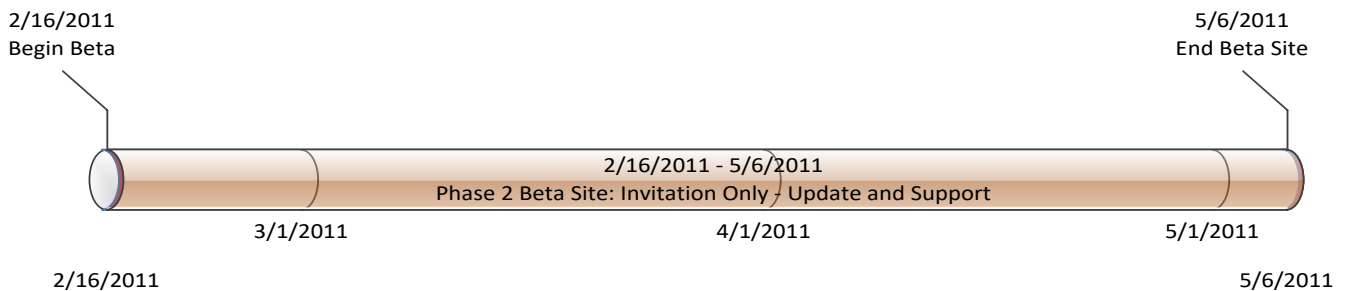 2/16/2011
Begin Beta
5/6/2011
End Beta Site
2/16/2011 - 5/6/2011
Phase 2 Beta Site: Invitation Only - Update and Support
3/1/2011
4/1/2011
5/1/2011
2/16/2011
5/6/2011